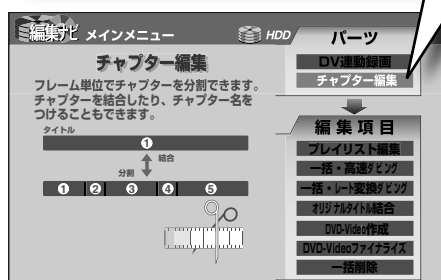 編集ナビ メインメニュー
HDD
チャプター編集
フレーム単位でチャプターを分割できます。
チャプターを結合したり、チャプター名を
つけることもできます。
タイトル
①
結合
分割
① ② ③ ④ ⑤
パーツ
DV連動録画
チャプター編集
編集項目
プレイリスト編集
一括・高速ダビング
一括・レート変換ダビング
オリジナルタイトル結合
DVD-Video作成
DVD-Videoファイナライズ
一括削除